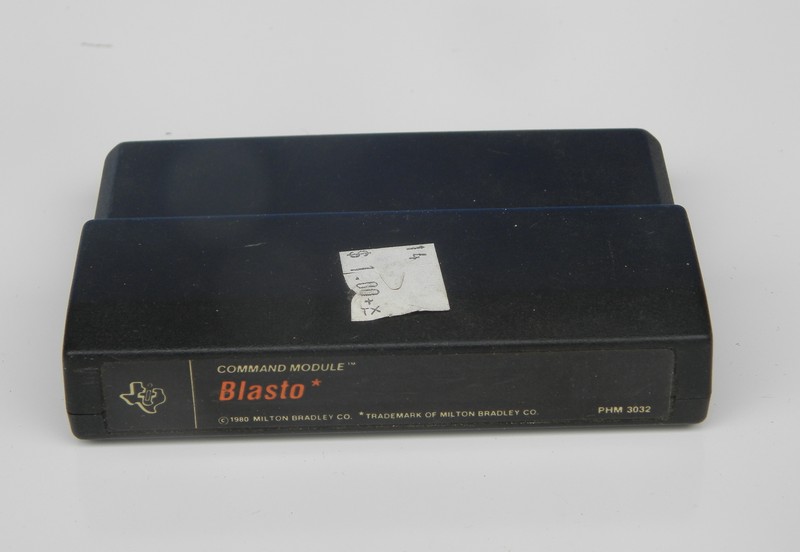 14
$1.00+x
COMMAND MODULE™
Blasto*
©1980 MILTON BRADLEY CO. *TRADEMARK OF MILTON BRADLEY CO.
PHM 3032